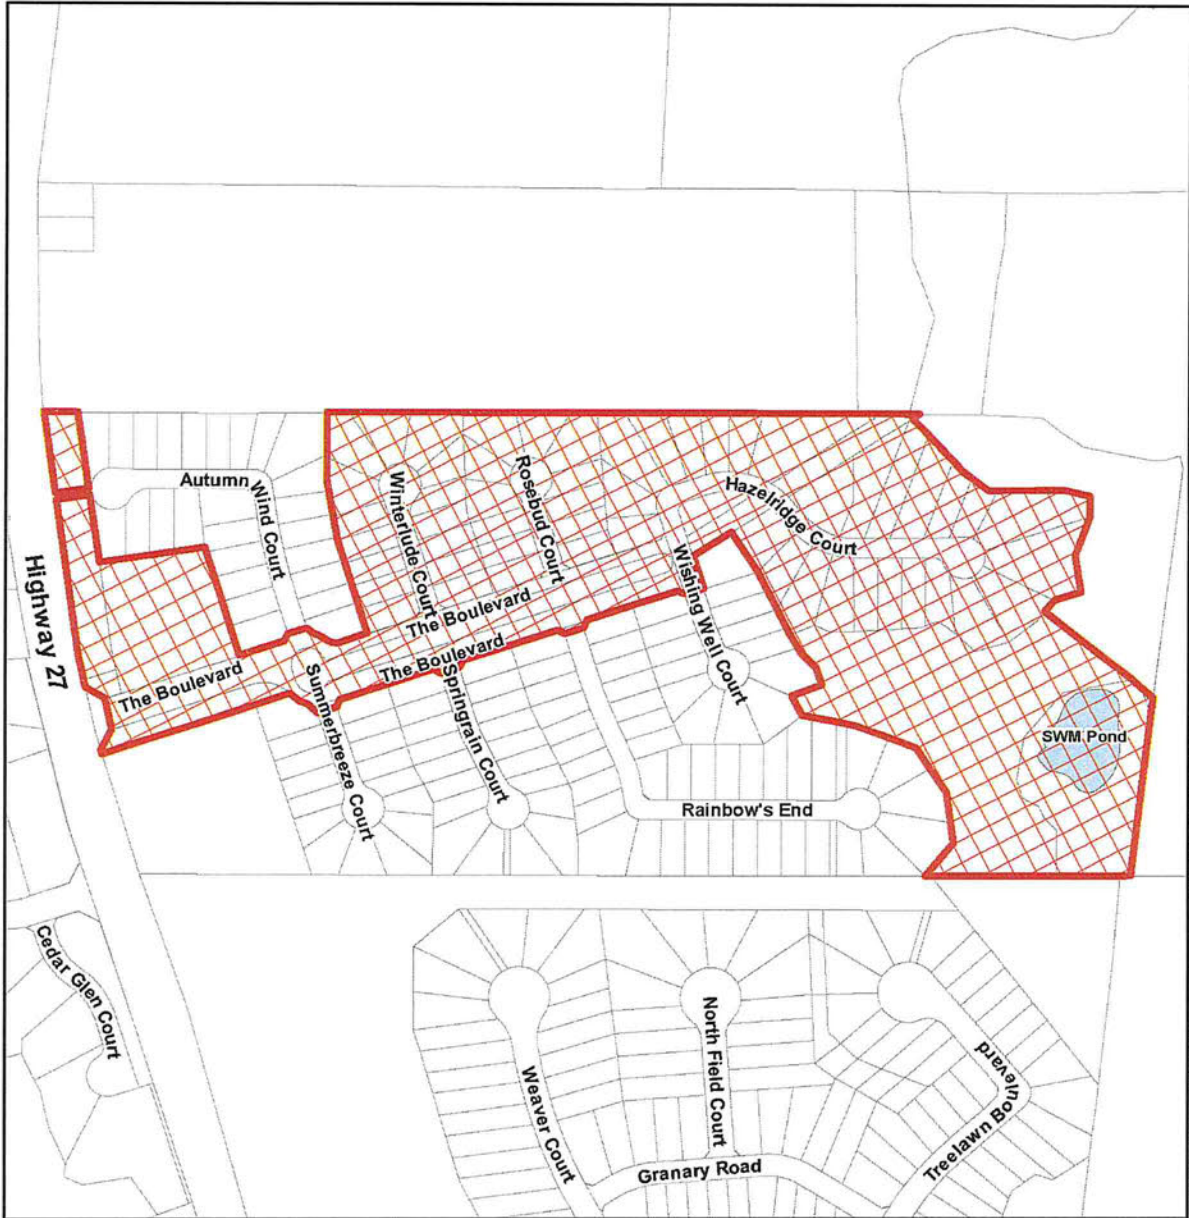 Autumn
Wind Court
Winterlude Court
Rosebud Court
Hazelridge Court
Highway 27
Wishing Well Court
The Boulevard
The Boulevard
The Boulevard
Summerbreeze Court
Springrain Court
SWM Pond
Rainbow's End
Cedar Glen Court
Weaver Court
North Field Court
Treelawn Boulevard
Granary Road